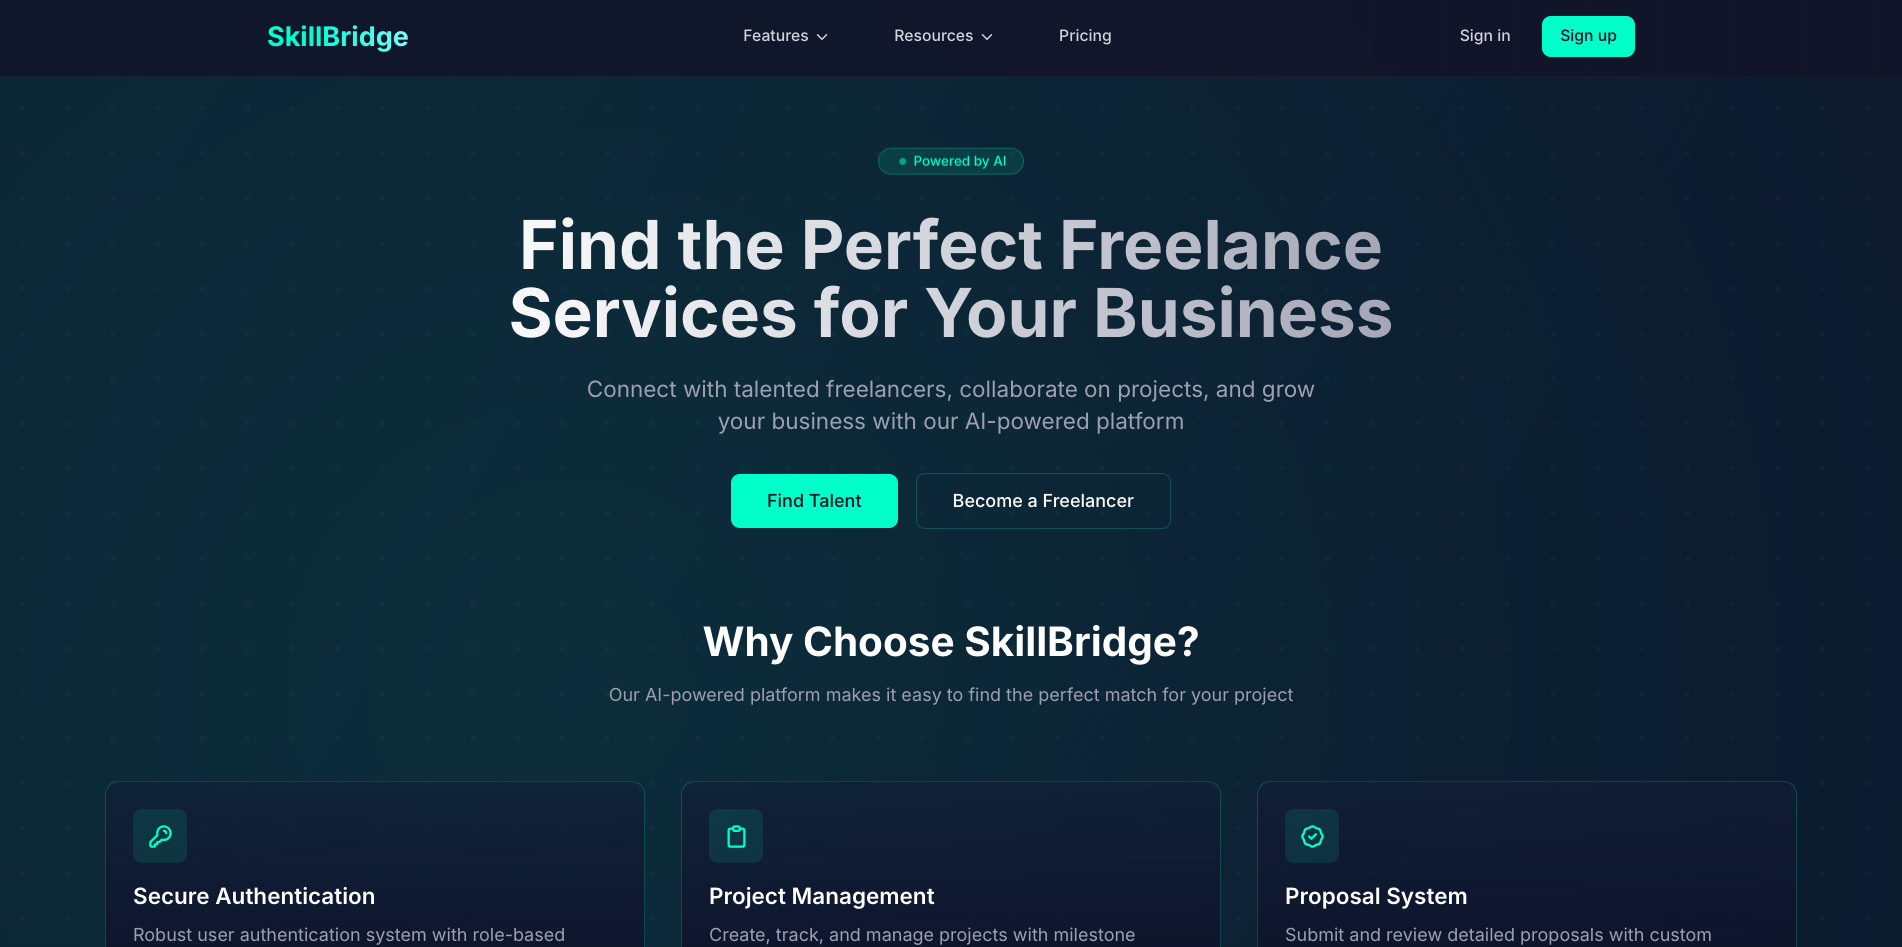 SkillBridge
Features
Resources
Pricing
Sign in
Sign up
Powered by AI
Find the Perfect Freelance
Services for Your Business
Connect with talented freelancers, collaborate on projects, and grow
your business with our AI-powered platform
Find Talent
Become a Freelancer
Why Choose SkillBridge?
Our AI-powered platform makes it easy to find the perfect match for your project
Secure Authentication
Robust user authentication system with role-based
Project Management
Create, track, and manage projects with milestone
Proposal System
Submit and review detailed proposals with custom